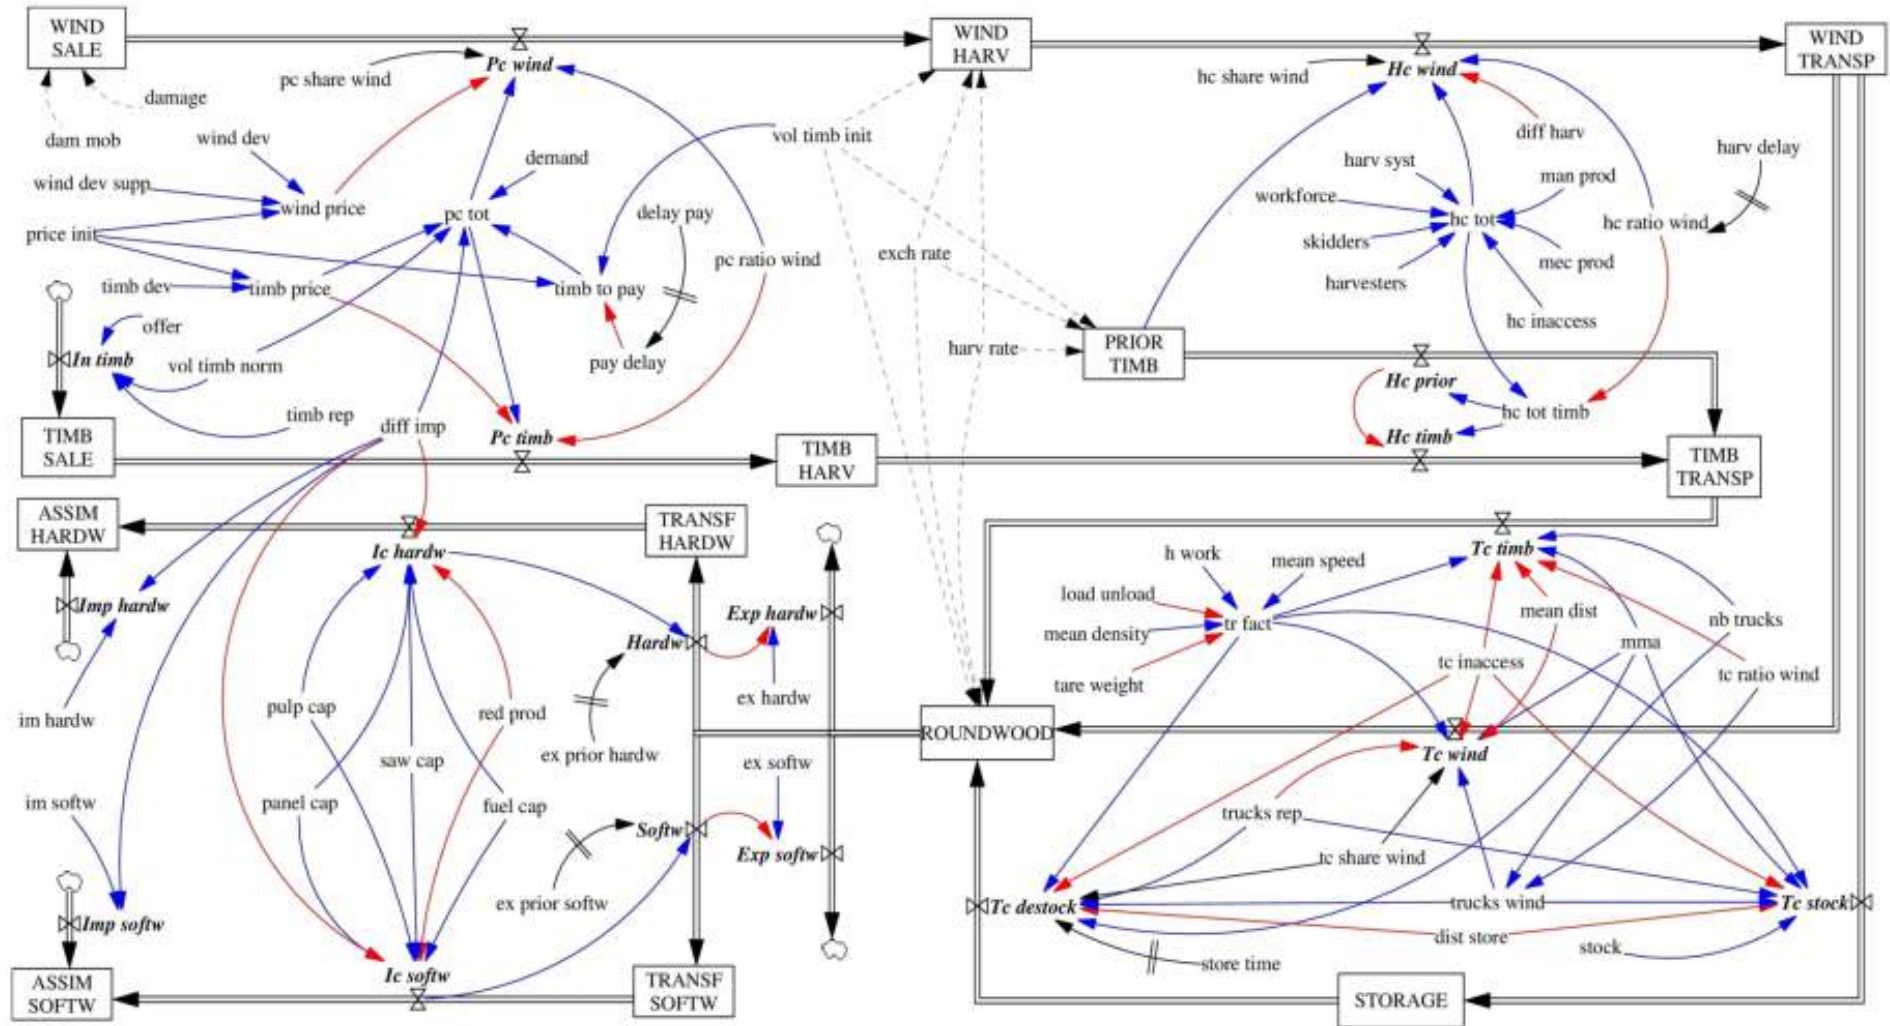 WIND
SALE
Pc wind
WIND
HARV
WIND
TRANSP
pc share wind
hc share wind
Hc wind
damage
dam mob
wind dev
vol timb init
diff harv
demand
harv syst
harv delay
wind dev supp
man prod
workforce
wind price
pc tot
delay pay
hc tot
hc ratio wind
price init
skidders
exch rate
pc ratio wind
mec prod
timb dev
timb price
timb to pay
harvesters
offer
hc inaccess
In timb
vol timb norm
pay delay
harv rate
PRIOR
TIMB
Hc prior
timb rep
diff imp
hc tot timb
TIMB
SALE
Pc timb
TIMB
HARV
Hc timb
TIMB
TRANSP
ASSIM
HARDW
Ic hardw
TRANSF
HARDW
Tc timb
h work
mean speed
Imp hardw
Exp hardw
load unload
mean dist
tr fact
nb trucks
mean density
Hardw
mma
tc inaccess
tc ratio wind
tare weight
im hardw
pulp cap
red prod
ex hardw
ROUNDWOOD
ex prior hardw
Tc wind
saw cap
ex softw
im softw
panel cap
fuel cap
trucks rep
Softw
Exp softw
tc share wind
ex prior softw
Tc destock
trucks wind
Tc stock
Imp softw
dist store
stock
Ic softw
store time
ASSIM
SOFTW
TRANSF
SOFTW
STORAGE